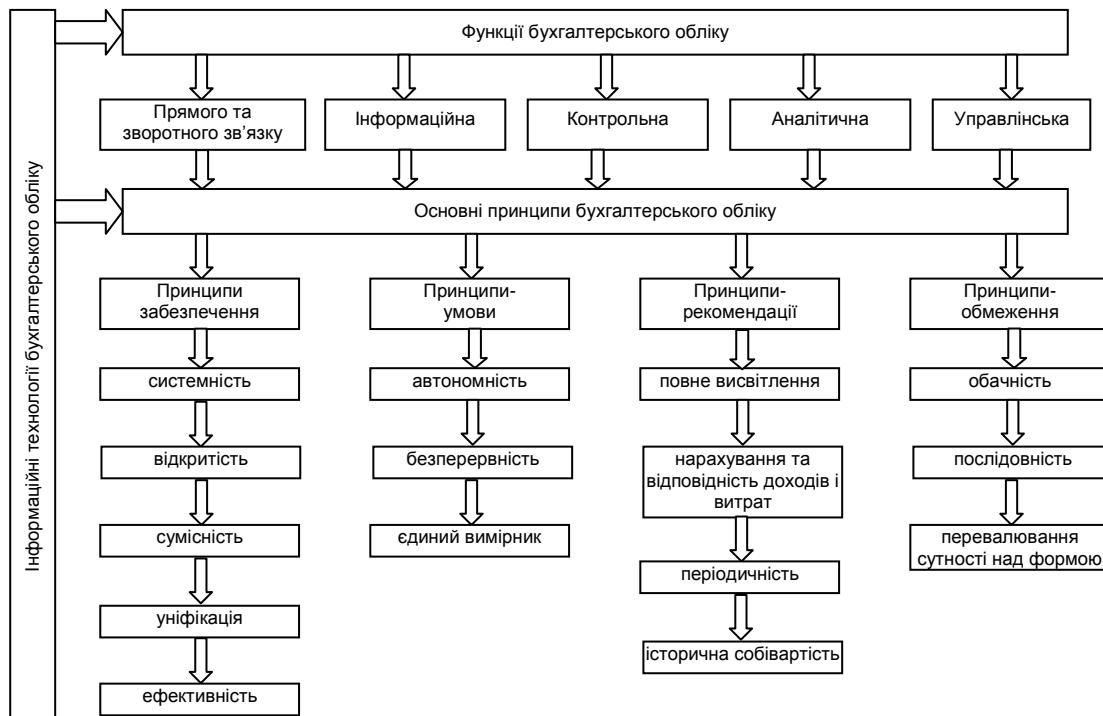 Інформаційні технології бухгалтерського обліку
Функції бухгалтерського обліку
Прямого та
зворотного зв’язку
Інформаційна
Контрольна
Аналітична
Управлінська
Основні принципи бухгалтерського обліку
Принципи
забезпечення
системність
відкритість
сумісність
уніфікація
ефективність
Принципи-
умови
автономність
безперервність
єдиний вимірник
Принципи-
рекомендації
повне висвітлення
нарахування та
відповідність доходів і
витрат
періодичність
історична собівартість
Принципи-
обмеження
обачність
послідовність
перевалювання
сутності над формою